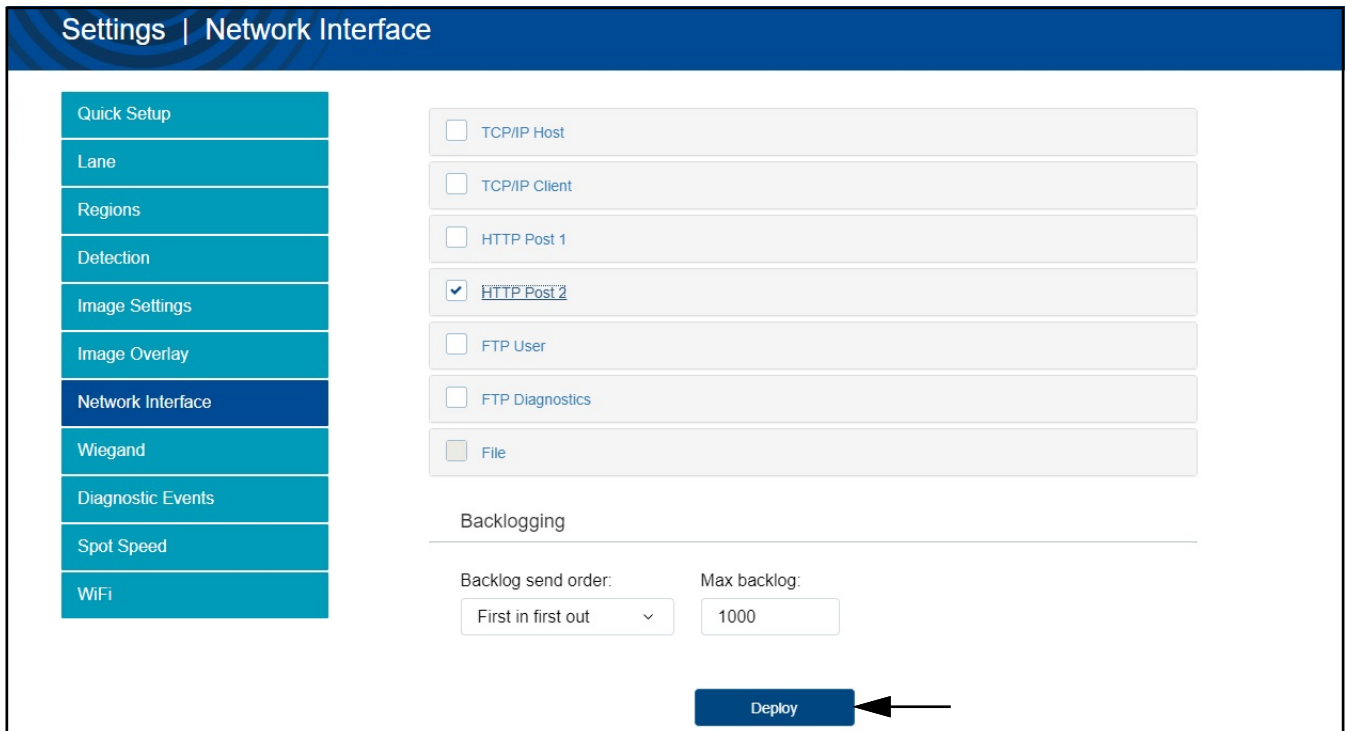 Settings | Network Interface
Quick Setup
Lane
Regions
Detection
Image Settings
Image Overlay
Network Interface
Wiegand
Diagnostic Events
Spot Speed
WiFi
TCP/IP Host
TCP/IP Client
HTTP Post 1
HTTP Post 2
FTP User
FTP Diagnostics
File
Backlogging
Backlog send order: Max backlog:
First in first out 1000
Deploy